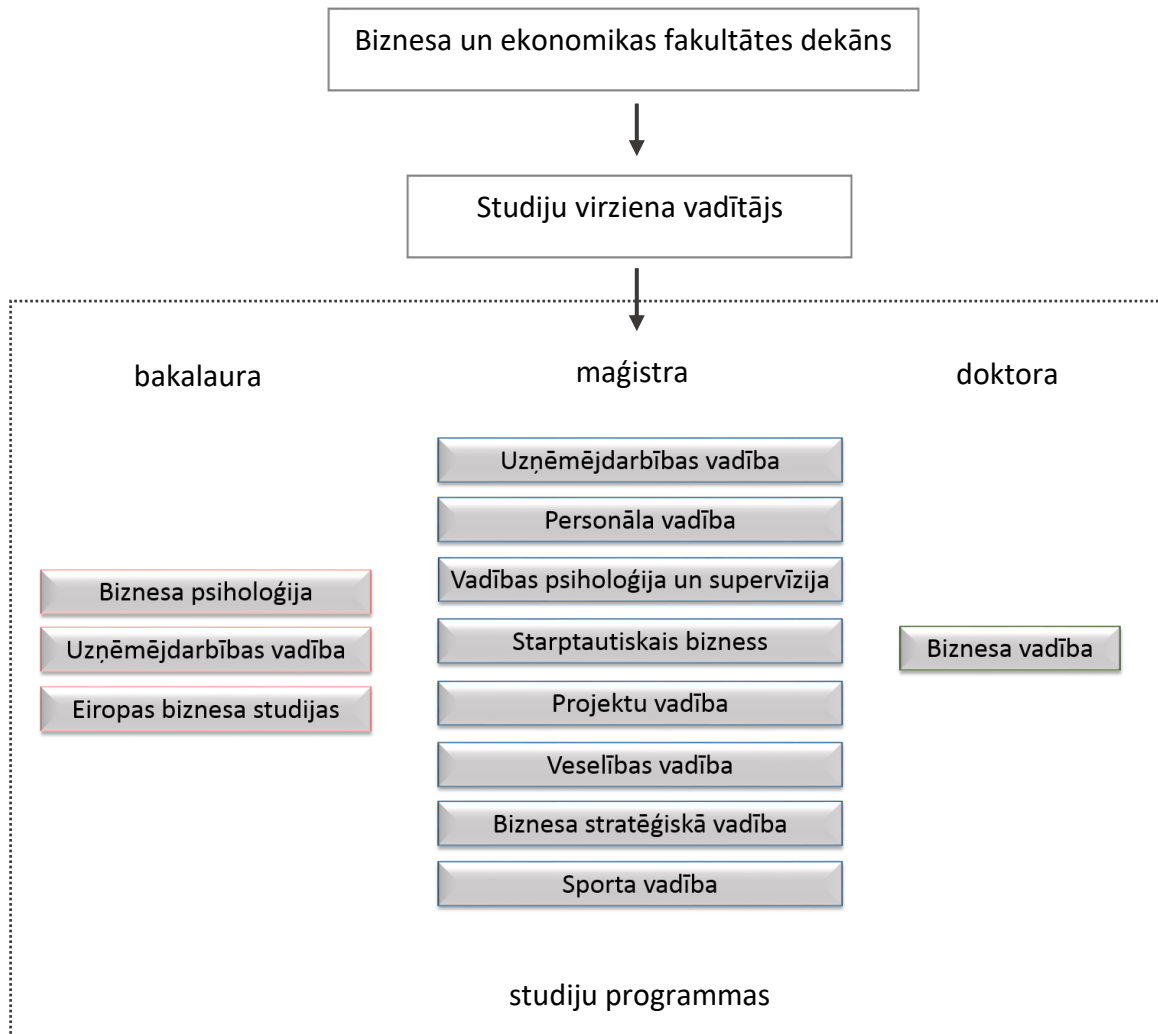 Biznesa un ekonomikas fakultātes dekāns
Studiju virziena vadītājs
bakalaura
maģistra
doktora
Biznesa psiholoģija
Uzņēmējdarbības vadība
Eiropas biznesa studijas
Uzņēmējdarbības vadība
Personāla vadība
Vadības psiholoģija un supervīzija
Starptautiskais bizness
Projektu vadība
Veselības vadība
Biznesa stratēģiskā vadība
Sporta vadība
Biznesa vadība
studiju programmas